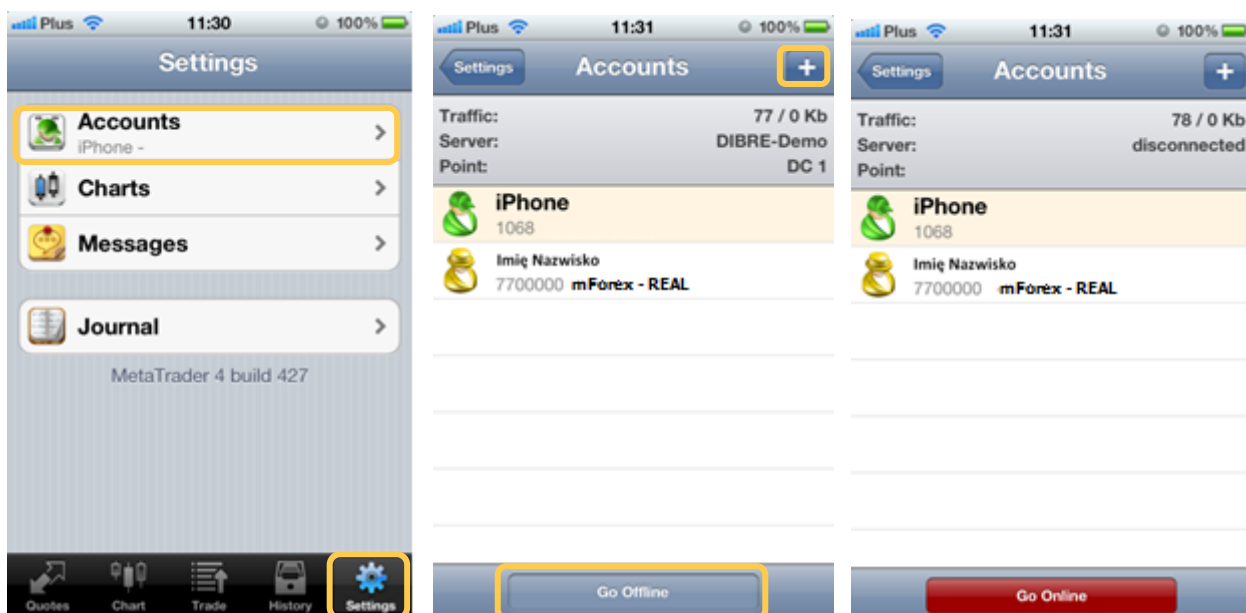 Plus 11:30 100%
Settings
Accounts
iPhone -
Charts
Messages
Journal
MetaTrader 4 build 427
Quotes Chart Trade History Settings
Plus 11:31 100%
Settings Accounts +
Traffic: 77 / 0 Kb
Server: DIBRE-Demo
Point: DC 1
iPhone
1068
Imię Nazwisko
7700000 mForex - REAL
Go Offline
Plus 11:31 100%
Settings Accounts +
Traffic: 78 / 0 Kb
Server: disconnected
Point:
iPhone
1068
Imię Nazwisko
7700000 mForex - REAL
Go Online